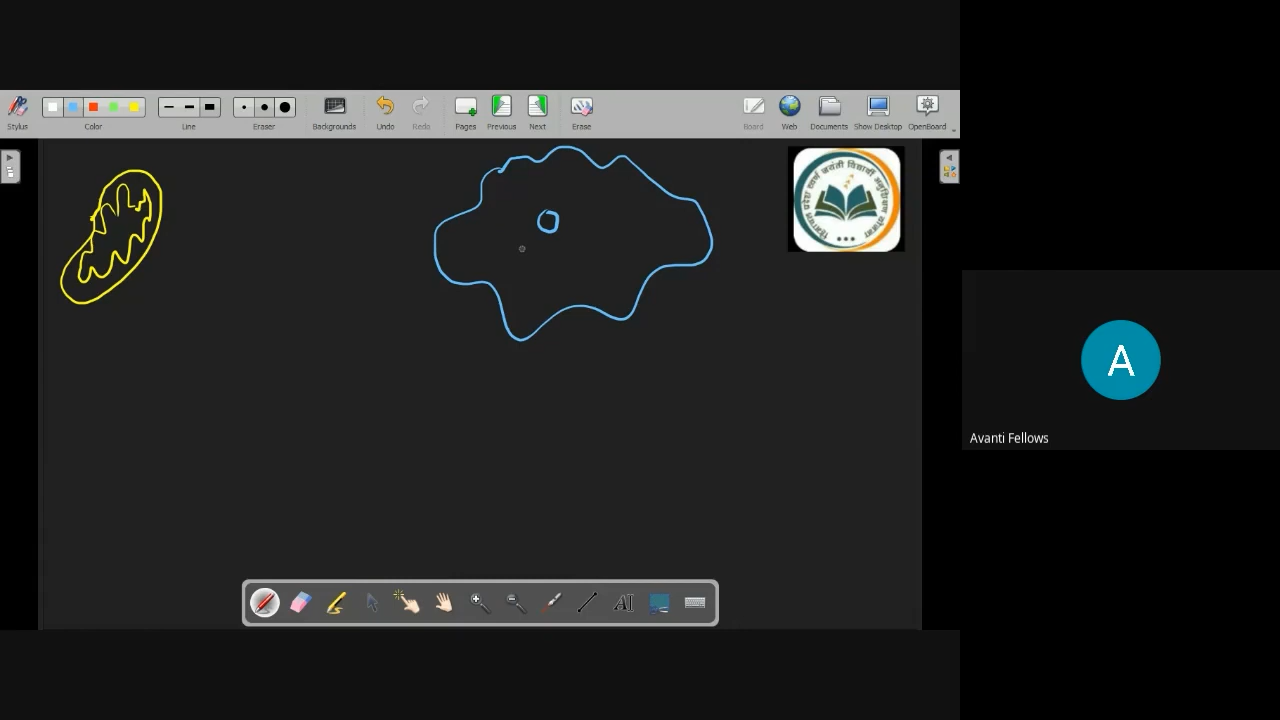 Stylus
Color
Line
Eraser
Backgrounds
Undo
Redo
Pages
Previous
Next
Erase
Board
Web
Documents
Show Desktop
OpenBoard
A
Avanti Fellows
AI